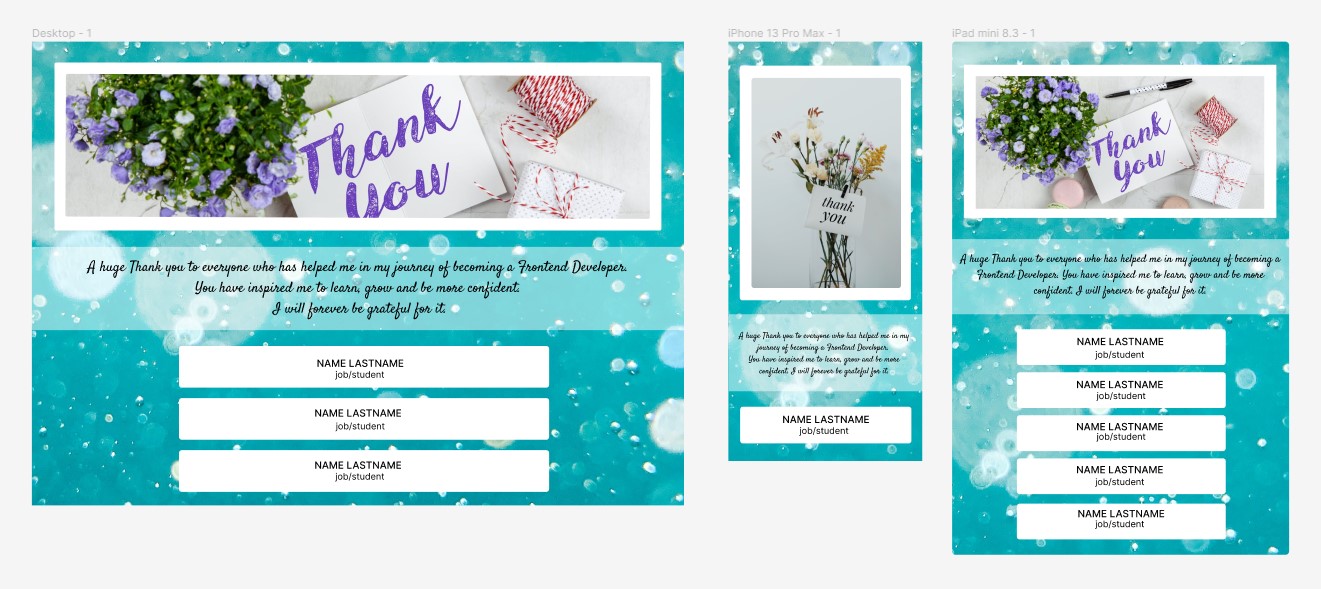 Desktop - 1
Thank
You
A huge Thank you to everyone who has helped me in my journey of becoming a Frontend Developer.
You have inspired me to learn, grow and be more confident.
I will forever be grateful for it.
NAME LASTNAME
job/student
NAME LASTNAME
job/student
NAME LASTNAME
job/student
iPhone 13 Pro Max - 1
thank
you
A huge Thank you to everyone who has helped me in my
journey of becoming a Frontend Developer.
You have inspired me to learn, grow and be more
confident. I will forever be grateful for it.
NAME LASTNAME
job/student
iPad mini 8.3 - 1
Thank
You
A huge Thank you to everyone who has helped me in my journey of becoming a
Frontend Developer. You have inspired me to learn, grow and be more
confident. I will forever be grateful for it.
NAME LASTNAME
job/student
NAME LASTNAME
job/student
NAME LASTNAME
job/student
NAME LASTNAME
job/student
NAME LASTNAME
job/student